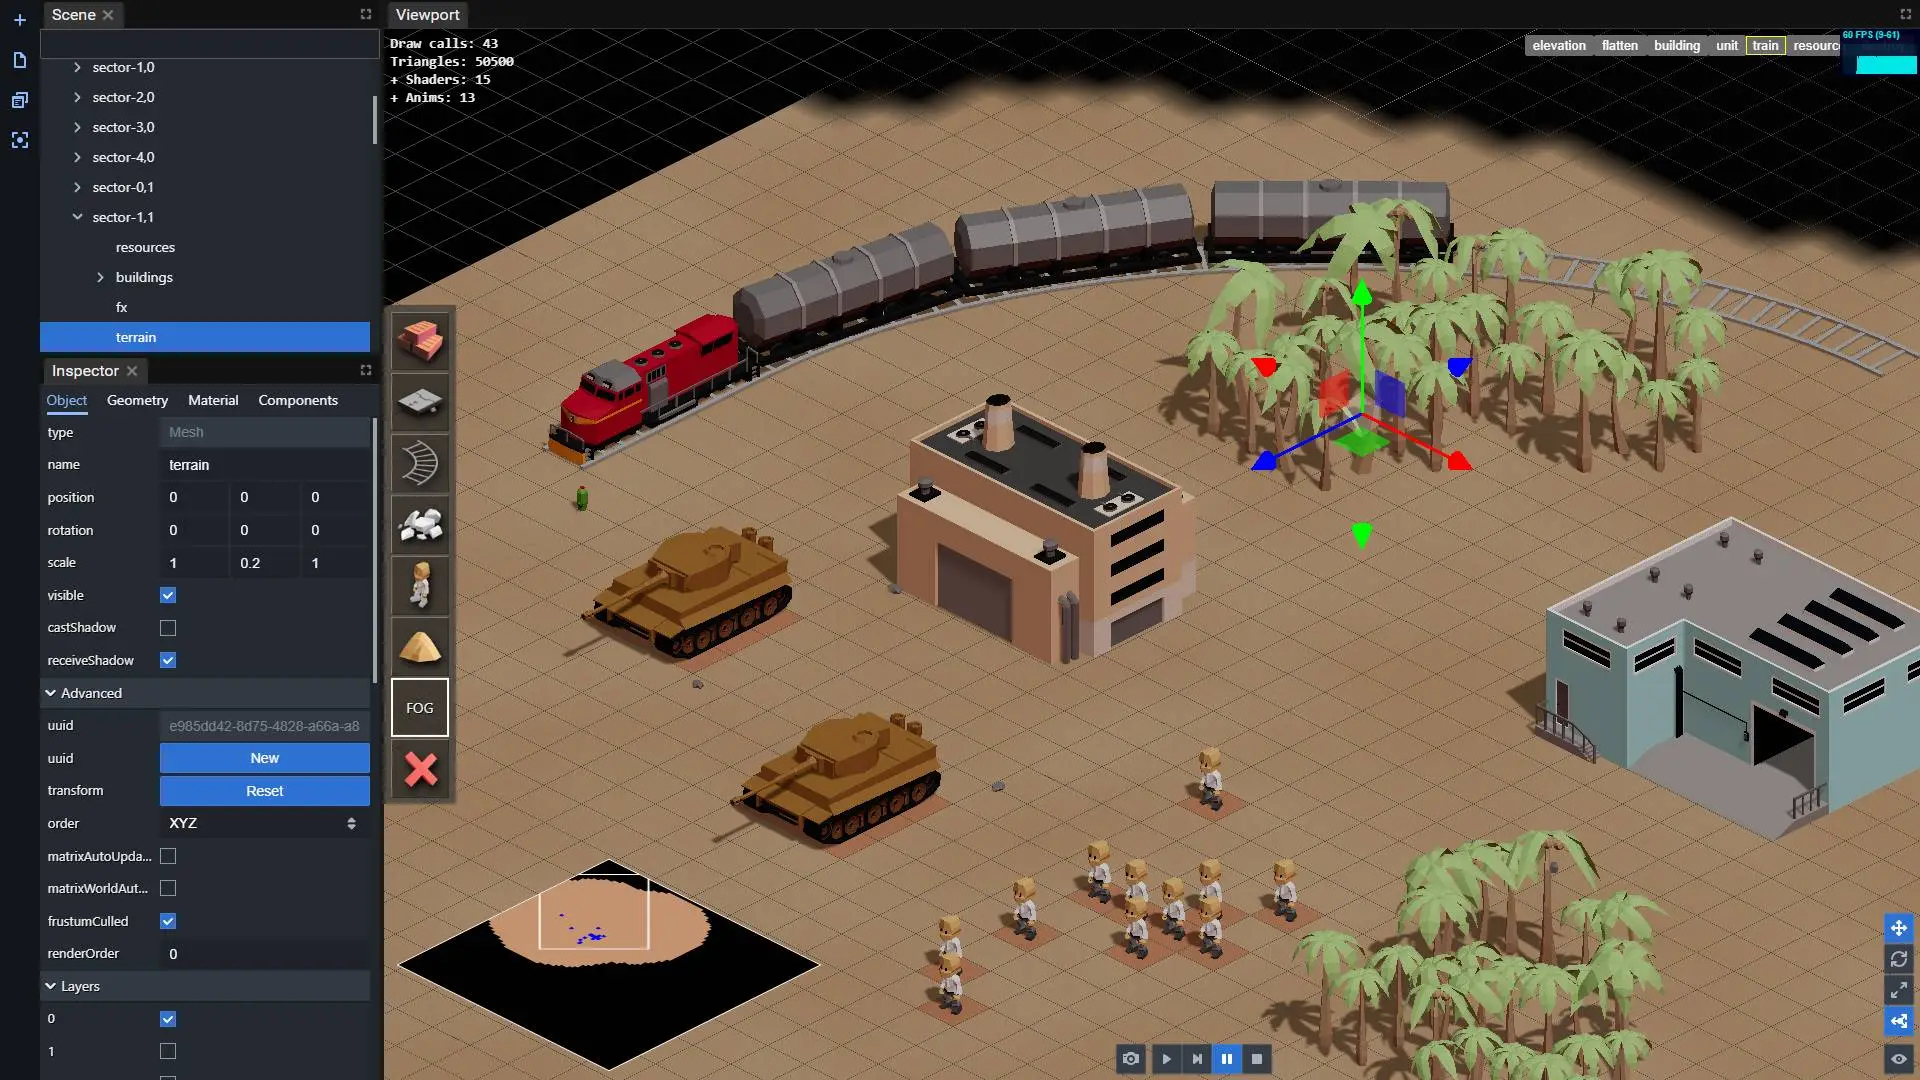 Scene
sector-1,0
sector-2,0
sector-3,0
sector-4,0
sector-0,1
sector-1,1
resources
buildings
fx
terrain
Inspector
Object Geometry Material Components
type Mesh
name terrain
position 0 0 0
rotation 0 0 0
scale 1 0.2 1
visible
castShadow
receiveShadow
Advanced
uuid e985dd42-8d75-4828-a66a-a8
uuid New
transform Reset
order XYZ
matrixAutoUpda...
matrixWorldAut...
frustumCulled
renderOrder 0
Layers
0
1
Viewport
Draw calls: 43
Triangles: 50500
+ Shaders: 15
+ Anims: 13
elevation flatten building unit train resourc
60 FPS (9-61)
FOG